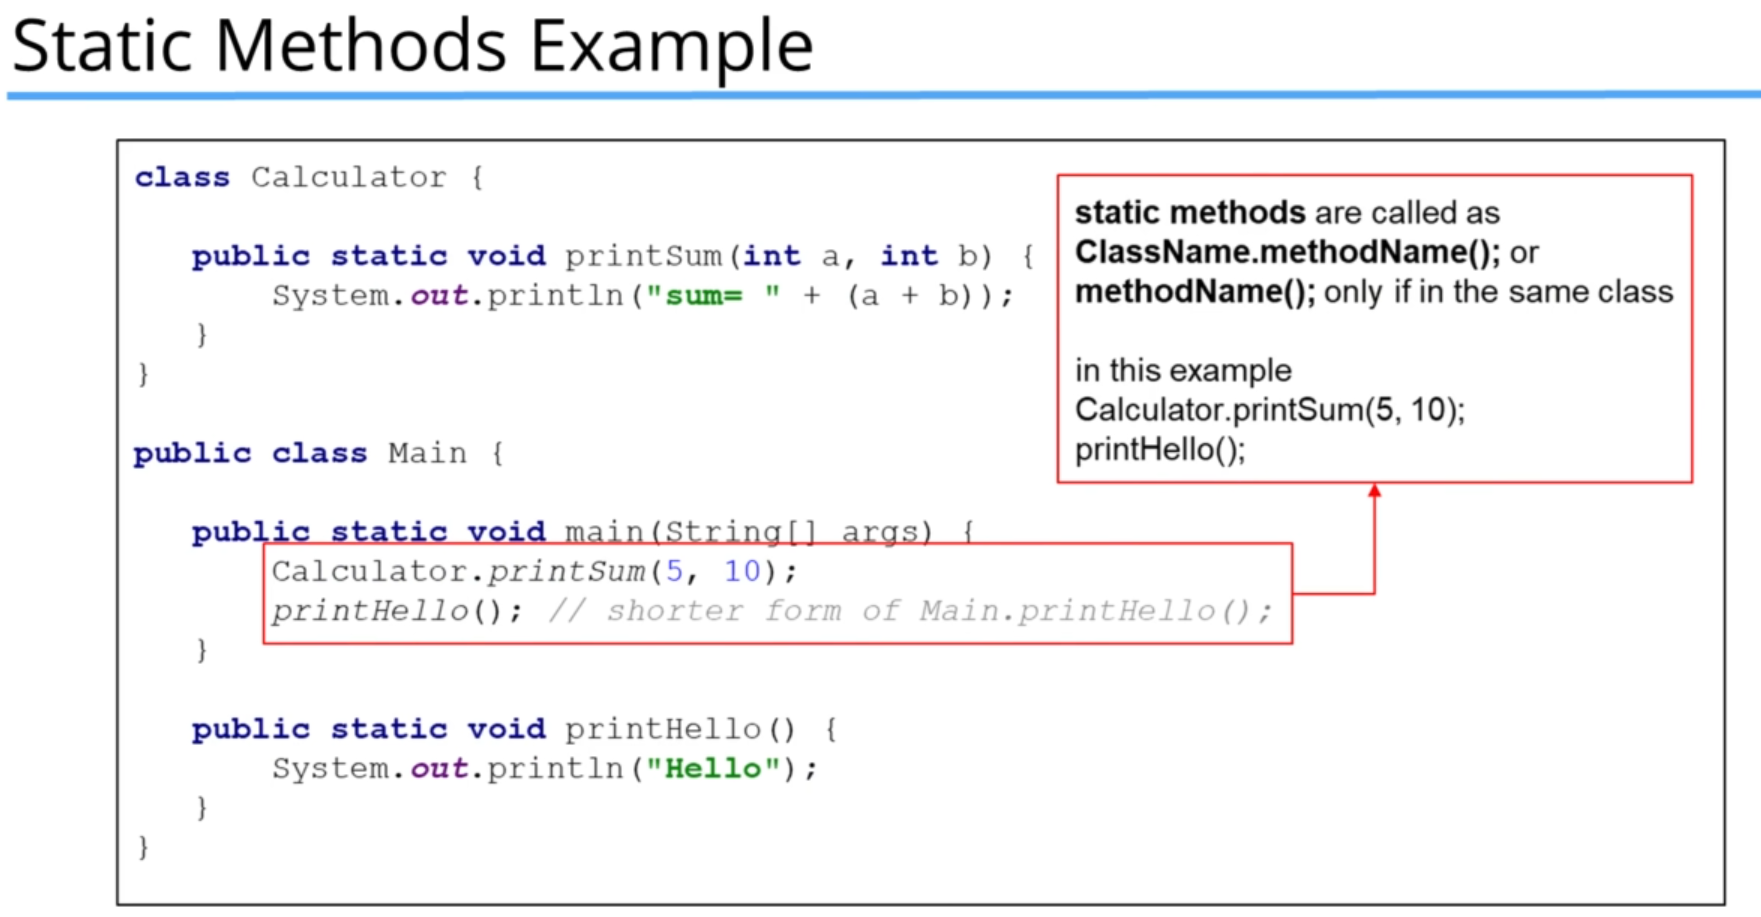 Static Methods Example
class Calculator {
public static void printSum(int a, int b) {
System.out.println("sum= " + (a + b));
}
}
static methods are called as
ClassName.methodName(); or
methodName(); only if in the same class
in this example
Calculator.printSum(5, 10);
printHello();
public class Main {
public static void main(String[] args) {
Calculator.printSum(5, 10);
printHello(); // shorter form of Main.printHello();
}
public static void printHello() {
System.out.println("Hello");
}
}